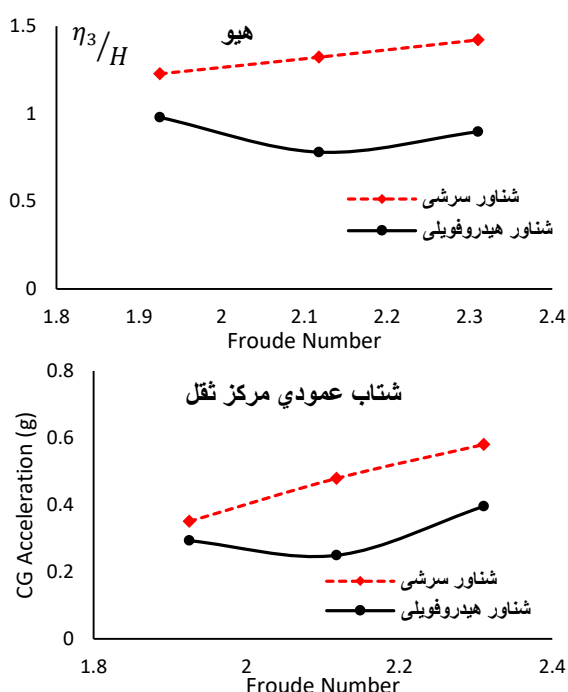 η₃/H
هیو
1.5
1
0.5
0
شناور سرشی
شناور هیدروفویلی
1.8 1.9 2 2.1 2.2 2.3 2.4
Froude Number
شتاب عمودي مرکز ثقل
CG Acceleration (g)
0.8
0.6
0.4
0.2
0
شناور سرشی
شناور هیدروفویلی
1.8 2 2.2 2.4
Froude Number